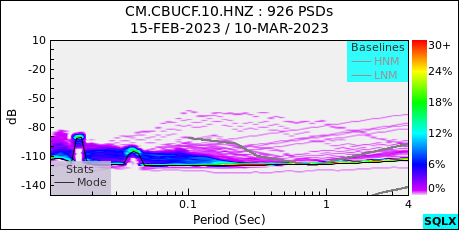 CM.CBUCF.10.HNZ : 926 PSDs
15-FEB-2023 / 10-MAR-2023
10
-20
-50
-80
-110
-140
dB
Baselines
HNM
LNM
Stats
Mode
30+
24%
18%
12%
6%
0
0.1
1
4
Period (Sec)
SQLX